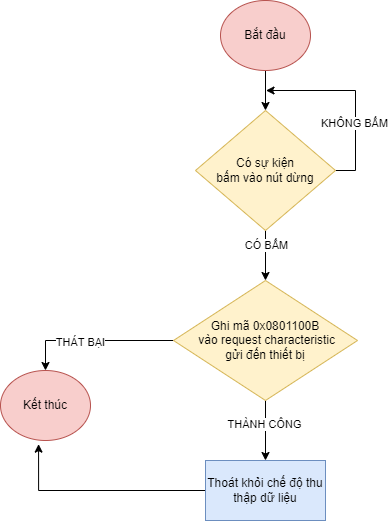 Bắt đầu
KHÔNG BẤM
Có sự kiện
bấm vào nút dừng
CÓ BẤM
Ghi mã 0x0801100B
vào request characteristic
gửi đến thiết bị
THẤT BẠI
Kết thúc
THÀNH CÔNG
Thoát khỏi chế độ thu
thập dữ liệu